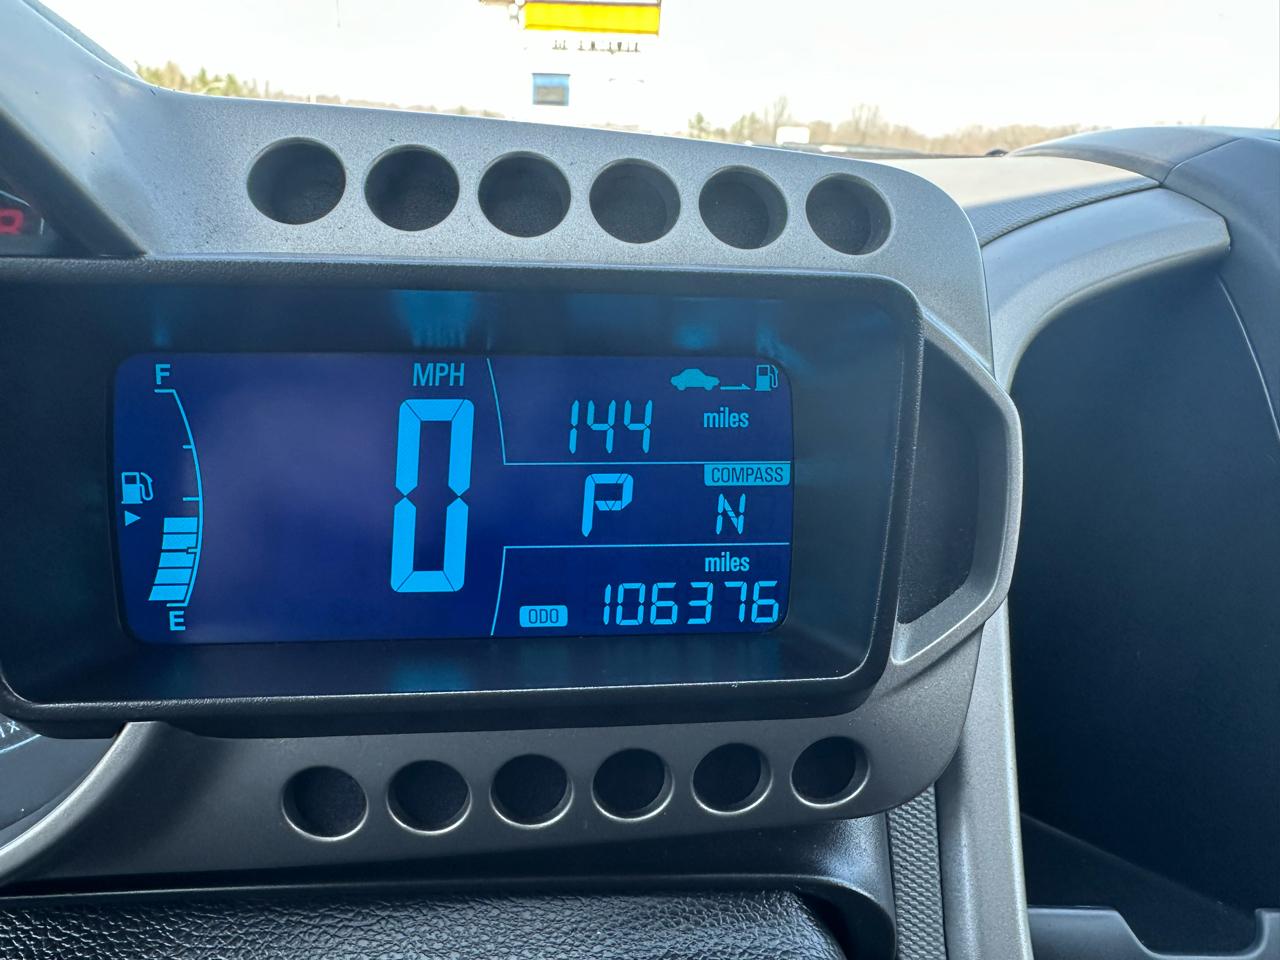 F
MPH
144 miles
0
COMPASS
P N
miles
E
ODO 106376
R